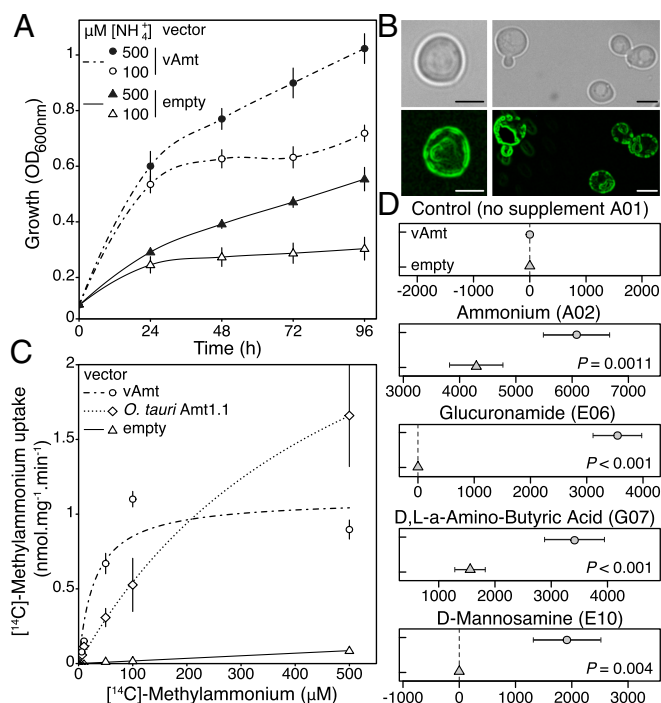 A
µM [NH4+] vector
500
100
vAmt
500
100
empty
1
0.8
0.6
0.4
0.2
0
0 24 48 72 96
Growth (OD600nm)
Time (h)
B
C
2
1.5
1
0.5
0
0 100 200 300 400 500
vector
vAmt
O. tauri Amt1.1
empty
[14C]-Methylammonium uptake
(nmol.mg-1.min-1)
[14C]-Methylammonium (µM)
D
Control (no supplement A01)
vAmt
empty
-2000 -1000 0 1000 2000
Ammonium (A02)
P = 0.0011
3000 4000 5000 6000 7000
Glucuronamide (E06)
P < 0.001
0 1000 2000 3000 4000
D,L-a-Amino-Butyric Acid (G07)
P < 0.001
1000 2000 3000 4000
D-Mannosamine (E10)
P = 0.004
-1000 0 1000 2000 3000